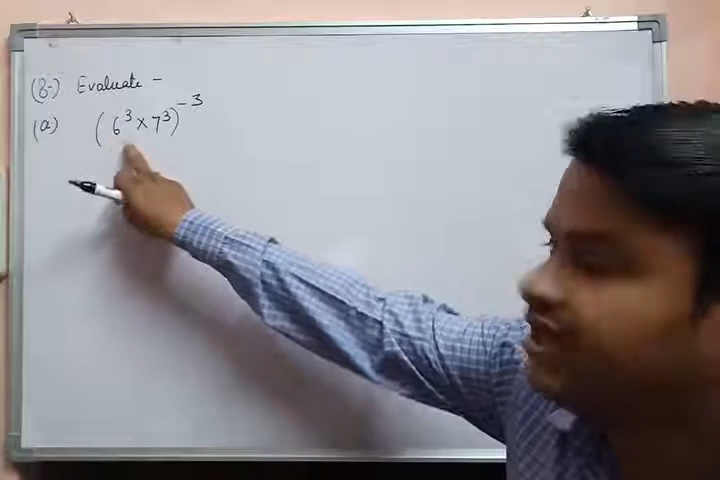 (8-) Evaluate -
(a) (6³ × 7³)⁻³